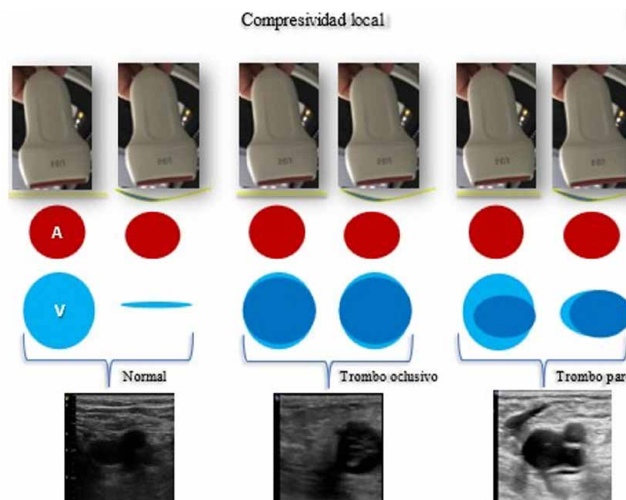 Compresividad local
A
V
Normal
Trombo oclusivo
Trombo par